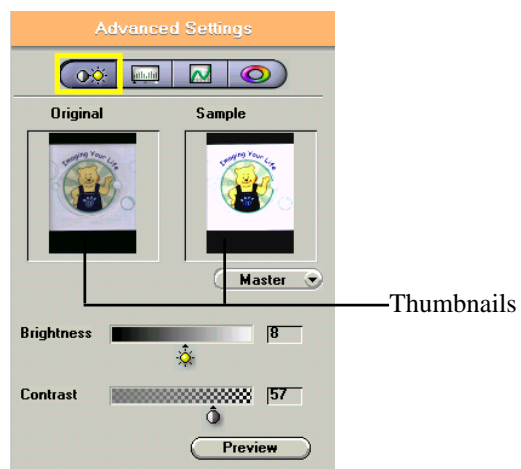 Advanced Settings
Original Sample
Imaging Your Life Imaging Your Life
Master
Thumbnails
Brightness 8
Contrast 57
Preview